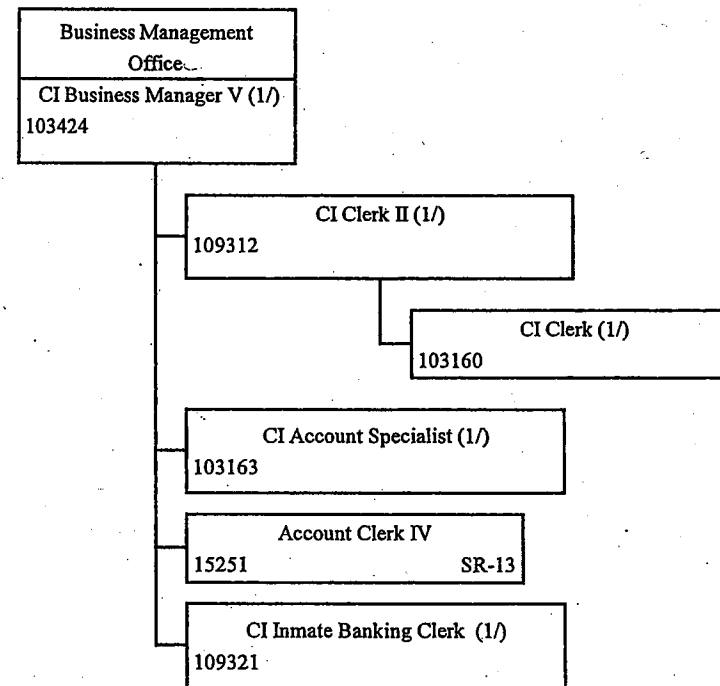 Business Management
Office
CI Business Manager V (1/)
103424
CI Clerk II (1/)
109312
CI Clerk (1/)
103160
CI Account Specialist (1/)
103163
Account Clerk IV
15251 SR-13
CI Inmate Banking Clerk (1/)
109321